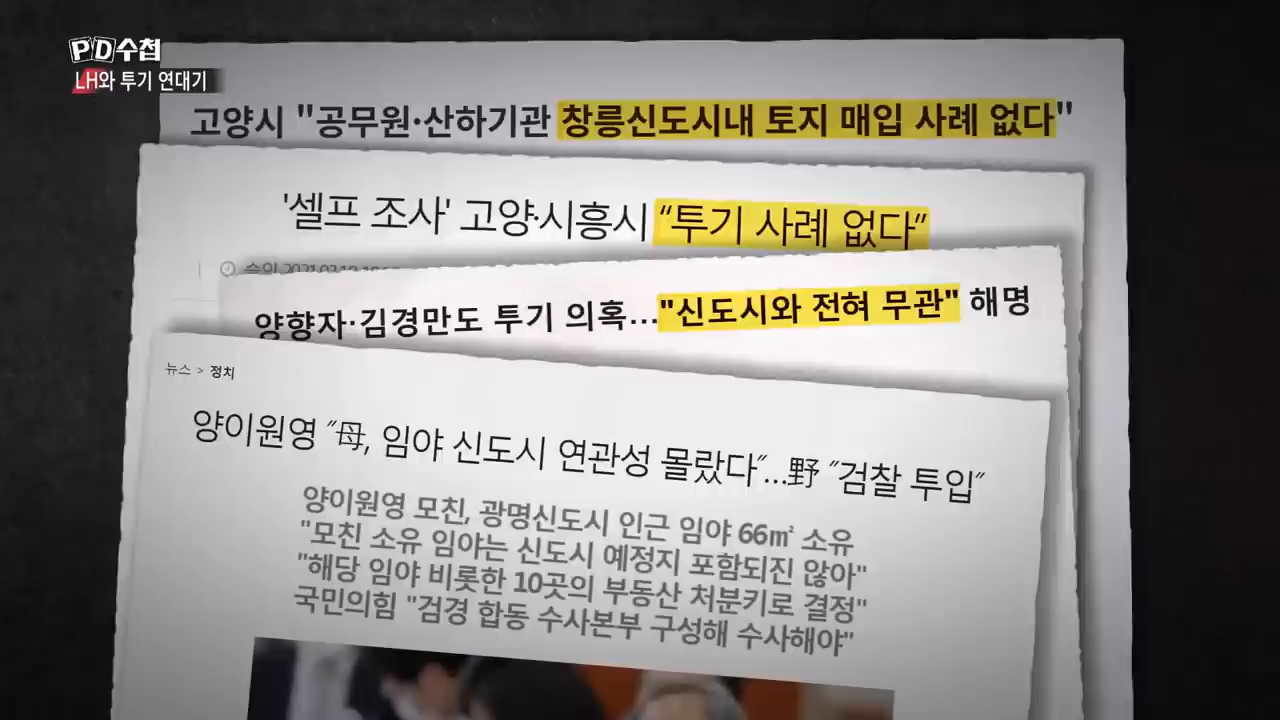 PD수첩
LH와 투기 연대기
고양시 "공무원·산하기관 창릉신도시내 토지 매입 사례 없다"
'셀프 조사' 고양·시흥시 “투기 사례 없다”
양향자·김경만도 투기 의혹..."신도시와 전혀 무관" 해명
뉴스 > 정치
양이원영 "母, 임야 신도시 연관성 몰랐다"...野 "검찰 투입"
양이원영 모친, 광명신도시 인근 임야 66㎡ 소유
"모친 소유 임야는 신도시 예정지 포함되진 않아"
"해당 임야 비롯한 10곳의 부동산 처분키로 결정"
국민의힘 "검경 합동 수사본부 구성해 수사해야"